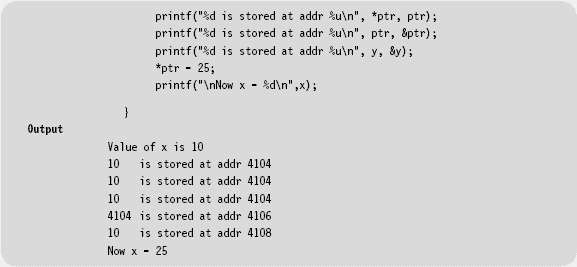 printf("%d is stored at addr %u\n", *ptr, ptr);
printf("%d is stored at addr %u\n", ptr, &ptr);
printf("%d is stored at addr %u\n", y, &y);
*ptr = 25;
printf("\nNow x = %d\n",x);
}
Output
Value of x is 10
10 is stored at addr 4104
10 is stored at addr 4104
10 is stored at addr 4104
4104 is stored at addr 4106
10 is stored at addr 4108
Now x = 25